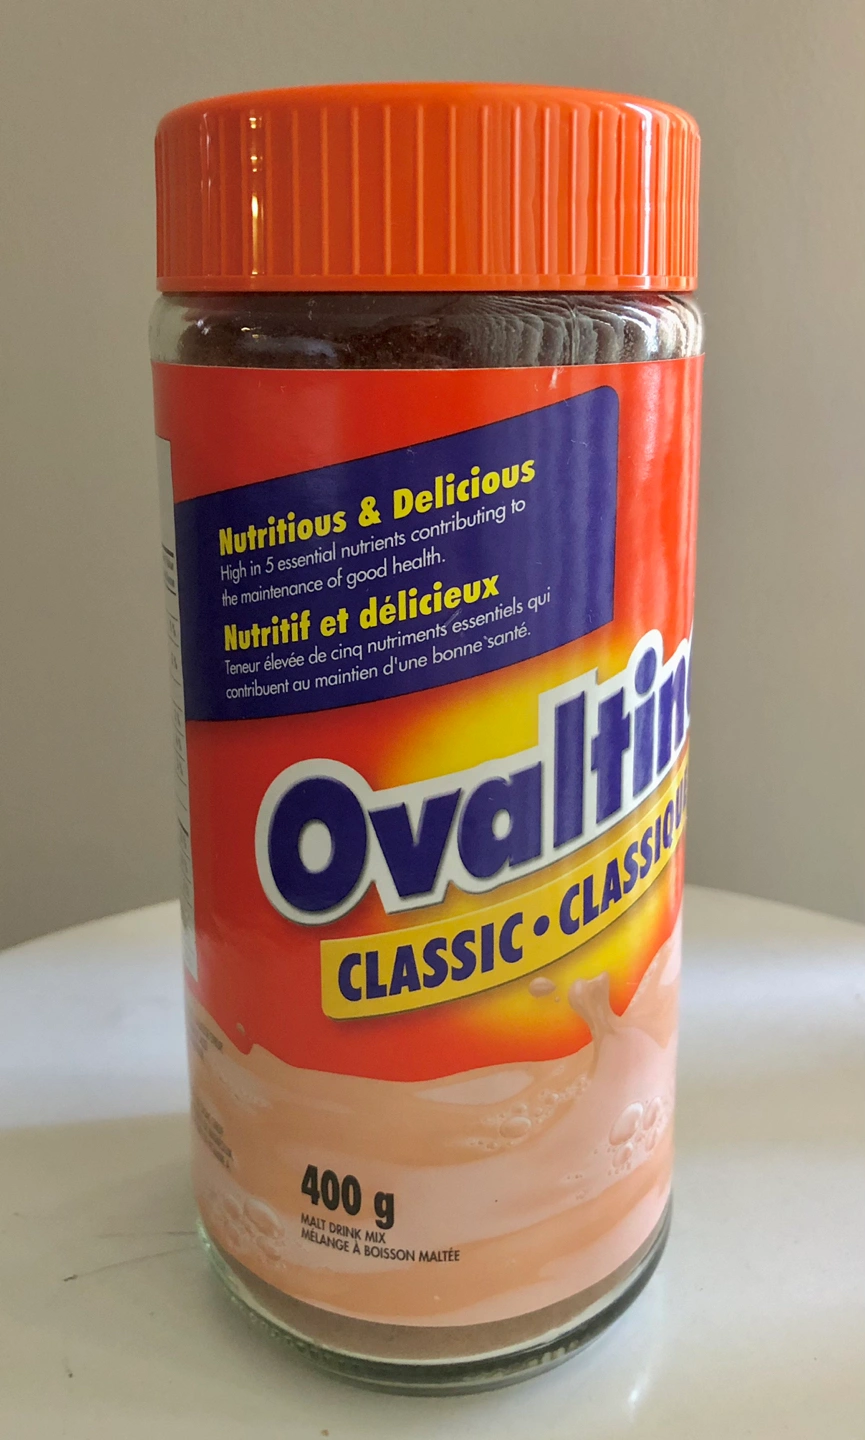 Nutritious & Delicious
High in 5 essential nutrients contributing to
the maintenance of good health.
Nutritif et délicieux
Teneur élevée de cinq nutriments essentiels qui
contribuent au maintien d'une bonne santé.
Ovaltin
CLASSIC • CLASSIQU
400 g
MALT DRINK MIX
MÉLANGE À BOISSON MALTÉE